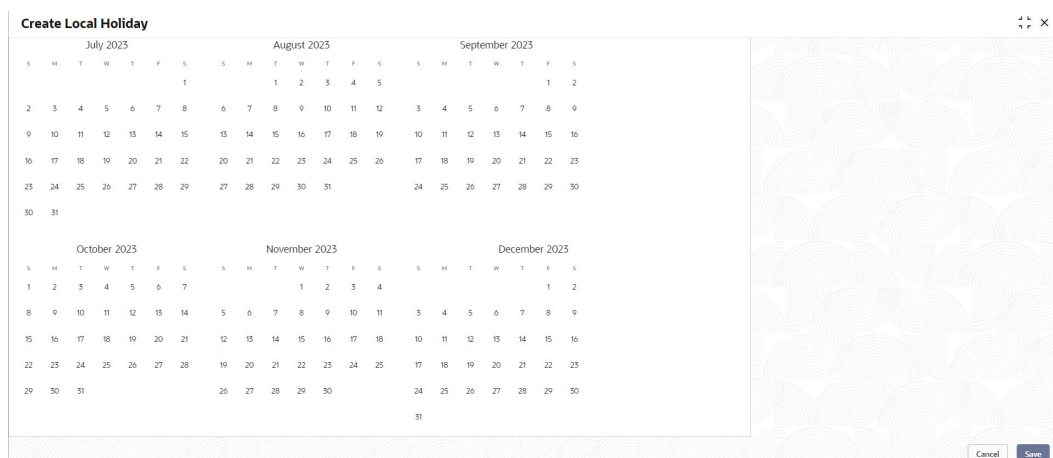 Create Local Holiday
July 2023 August 2023 September 2023
S M T W T F S S M T W T F S S M T W T F S
1 1 2 3 4 5 1 2
2 3 4 5 6 7 8 6 7 8 9 10 11 12 3 4 5 6 7 8 9
9 10 11 12 13 14 15 13 14 15 16 17 18 19 10 11 12 13 14 15 16
16 17 18 19 20 21 22 20 21 22 23 24 25 26 17 18 19 20 21 22 23
23 24 25 26 27 28 29 27 28 29 30 31 24 25 26 27 28 29 30
30 31
October 2023 November 2023 December 2023
S M T W T F S S M T W T F S S M T W T F S
1 2 3 4 5 6 7 1 2 3 4 1 2
8 9 10 11 12 13 14 5 6 7 8 9 10 11 3 4 5 6 7 8 9
15 16 17 18 19 20 21 12 13 14 15 16 17 18 10 11 12 13 14 15 16
22 23 24 25 26 27 28 19 20 21 22 23 24 25 17 18 19 20 21 22 23
29 30 31 26 27 28 29 30 24 25 26 27 28 29 30
31
Cancel Save